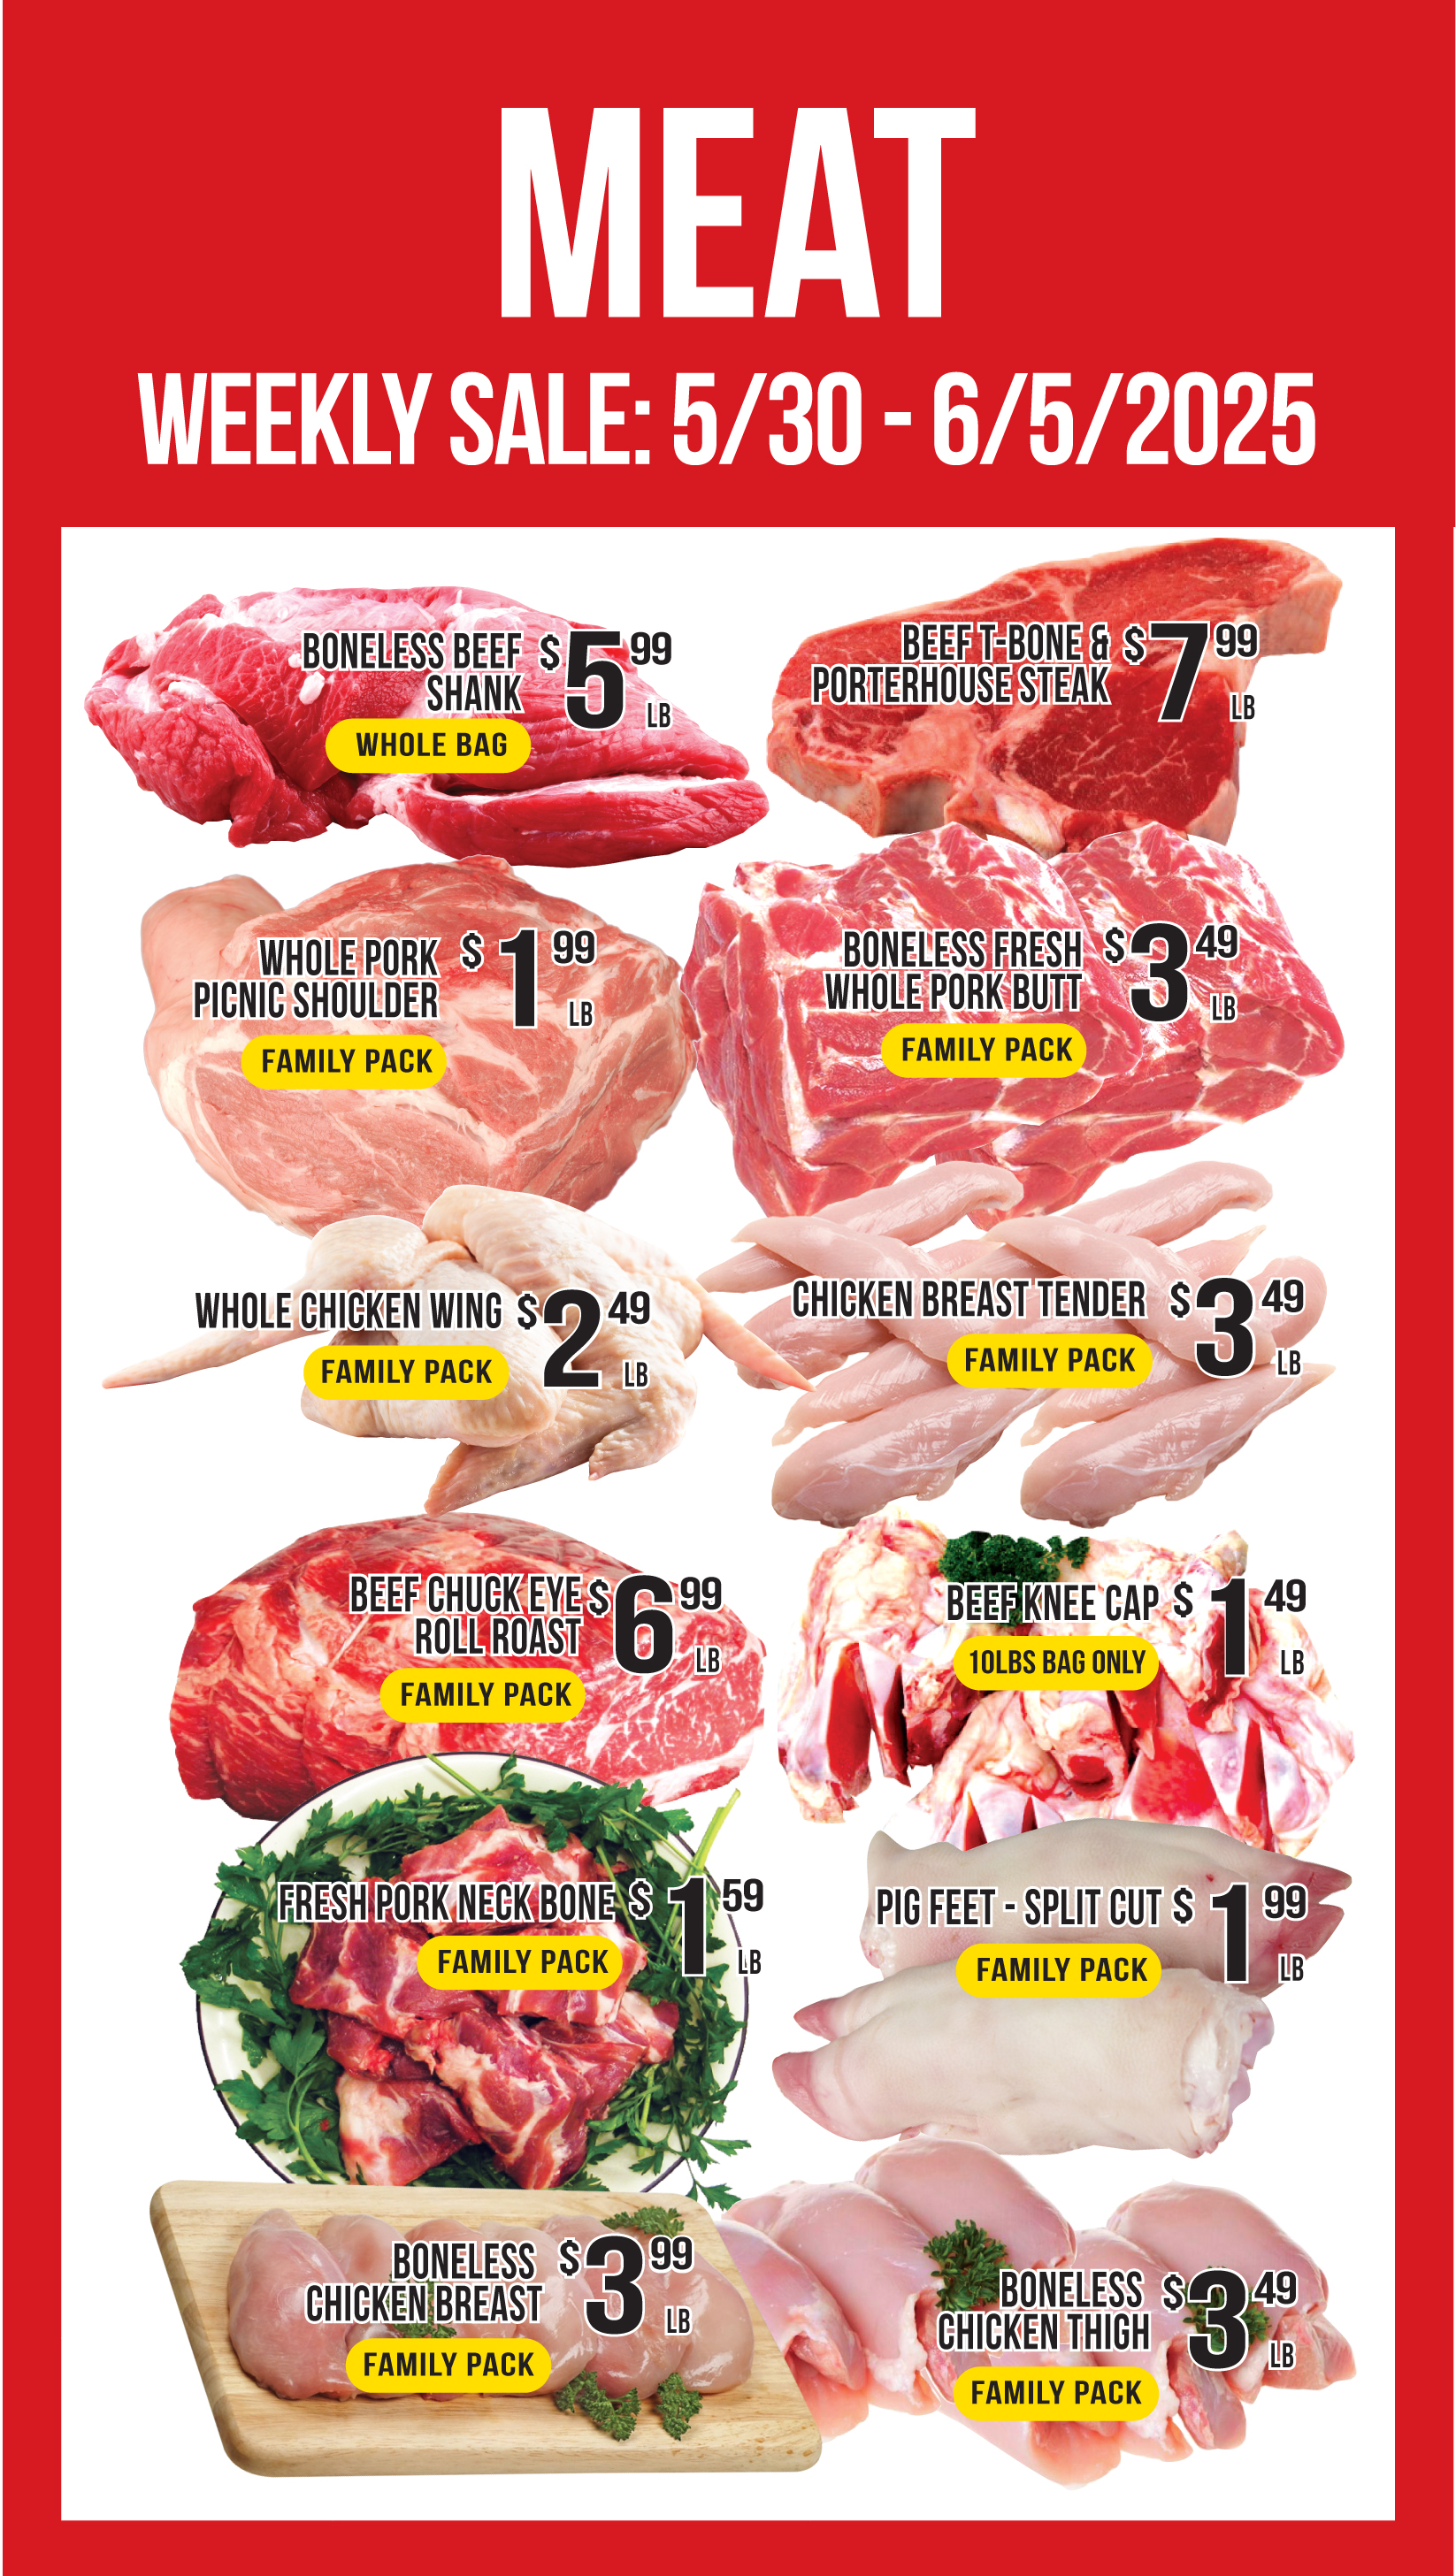 MEAT
WEEKLY SALE: 5/30 - 6/5/2025
BONELESS BEEF
SHANK
$5 99
LB
WHOLE BAG
BEEF T-BONE &
PORTERHOUSE STEAK
$7 99
LB
WHOLE PORK
PICNIC SHOULDER
$1 99
LB
FAMILY PACK
BONELESS FRESH
WHOLE PORK BUTT
$3 49
LB
FAMILY PACK
WHOLE CHICKEN WING
$2 49
LB
FAMILY PACK
CHICKEN BREAST TENDER
$3 49
LB
FAMILY PACK
BEEF CHUCK EYE
ROLL ROAST
$6 99
LB
FAMILY PACK
BEEF KNEE CAP
$1 49
LB
10LBS BAG ONLY
FRESH PORK NECK BONE
$1 59
LB
FAMILY PACK
PIG FEET - SPLIT CUT
$1 99
LB
FAMILY PACK
BONELESS
CHICKEN BREAST
$3 99
LB
FAMILY PACK
BONELESS
CHICKEN THIGH
$3 49
LB
FAMILY PACK